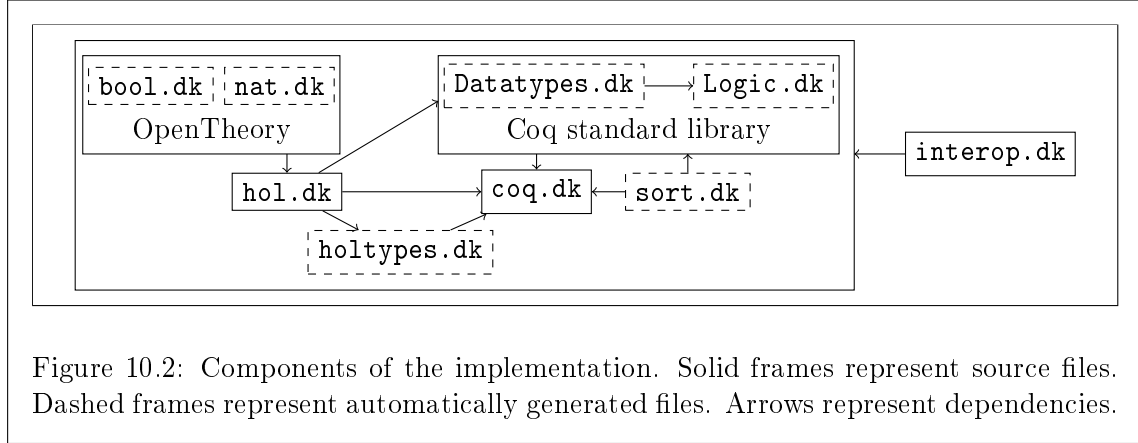 bool.dk nat.dk Datatypes.dk Logic.dk
OpenTheory Coq standard library
interop.dk
hol.dk coq.dk sort.dk
holtypes.dk
Figure 10.2: Components of the implementation. Solid frames represent source files.
Dashed frames represent automatically generated files. Arrows represent dependencies.